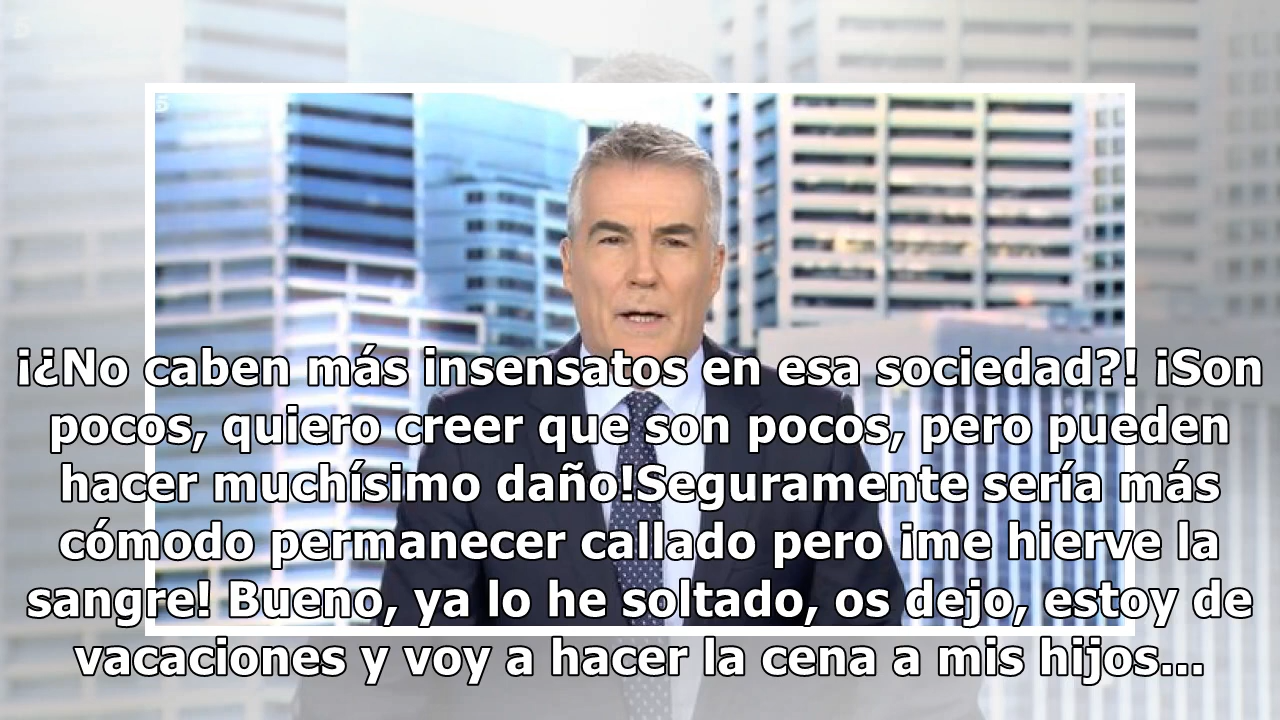 5
5
¡¿No caben más insensatos en esa sociedad?! ¡Son
pocos, quiero creer que son pocos, pero pueden
hacer muchísimo daño!Seguramente sería más
cómodo permanecer callado pero ¡me hierve la
sangre! Bueno, ya lo he soltado, os dejo, estoy de
vacaciones y voy a hacer la cena a mis hijos...